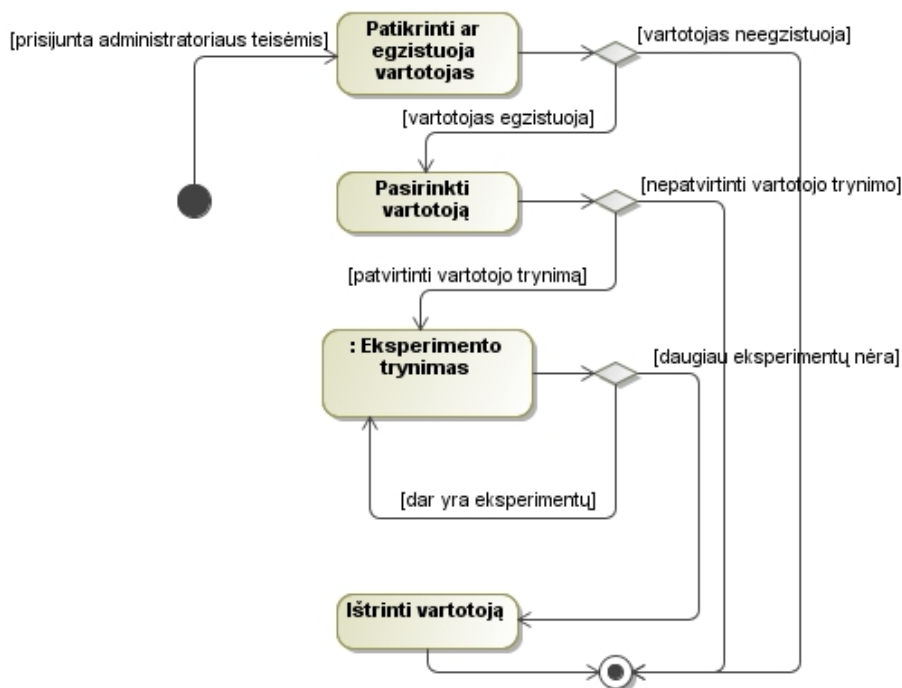 [prisijunta administratoriaus teisėmis]
Patikrinti ar
egzistuoja
vartotojas
[vartotojas neegzistuoja]
[vartotojas egzistuoja]
Pasirinkti
vartotoją
[nepatvirtinti vartotojo trynimo]
[patvirtinti vartotojo trynimą]
: Eksperimento
trynimas
[daugiau eksperimentų nėra]
[dar yra eksperimentų]
Ištrinti vartotoją